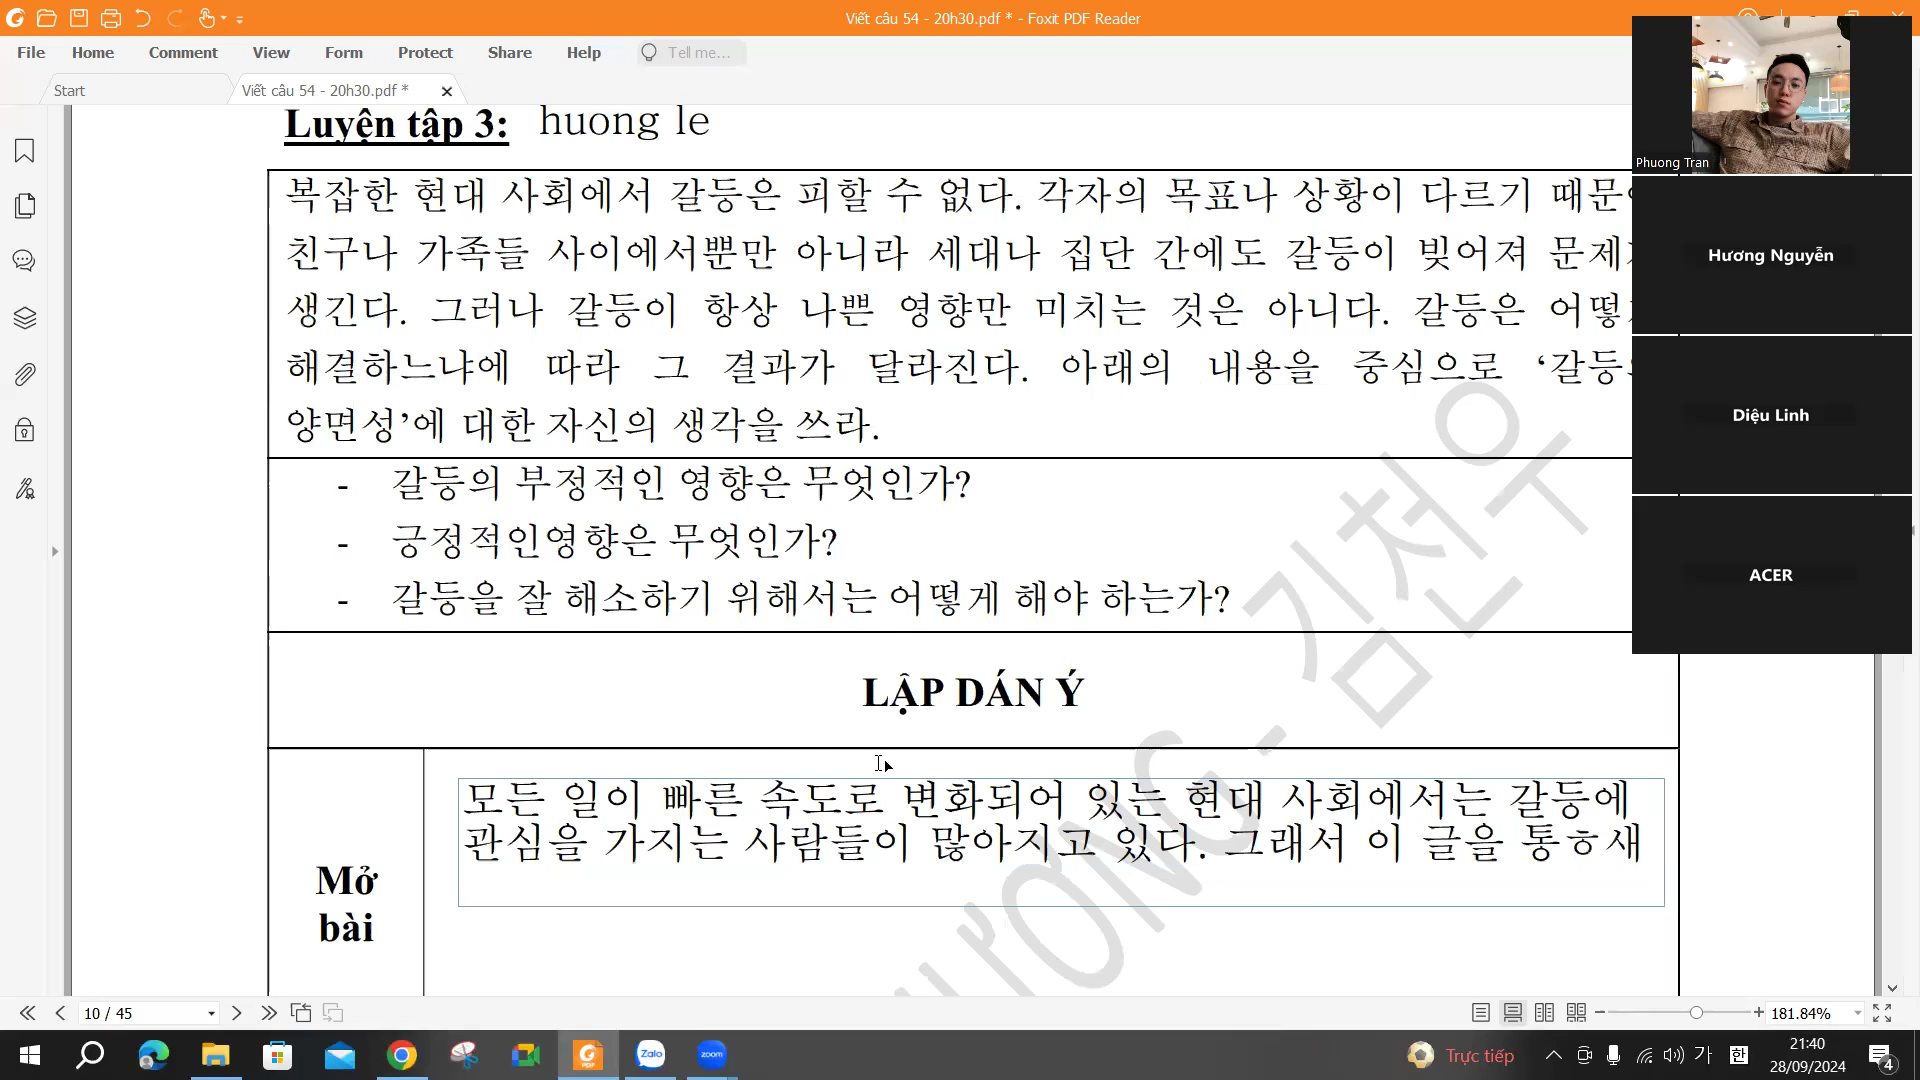 Viết câu 54 - 20h30.pdf * - Foxit PDF Reader
File Home Comment View Form Protect Share Help Tell me...
Start Viết câu 54 - 20h30.pdf *
Luyện tập 3: huong le
복잡한 현대 사회에서 갈등은 피할 수 없다. 각자의 목표나 상황이 다르기
친구나 가족들 사이에서뿐만 아니라 세대나 집단 간에도 갈등이 빚어져
생긴다. 그러나 갈등이 항상 나쁜 영향만 미치는 것은 아니다. 갈등은
해결하느냐에 따라 그 결과가 달라진다. 아래의 내용을 중심으로
양면성’에 대한 자신의 생각을 쓰라.
- 갈등의 부정적인 영향은 무엇인가?
- 긍정적인영향은 무엇인가?
- 갈등을 잘 해소하기 위해서는 어떻게 해야 하는가?
LẬP DÁN Ý
Mở bài
모든 일이 빠른 속도로 변화되어 있는 현대 사회에서는 갈등에
관심을 가지는 사람들이 많아지고 있다. 그래서 이 글을 통ㅎ새
ƯƠNG - 김천우
Phuong Tran
Hương Nguyễn
Diệu Linh
ACER
10 / 45
181.84%
Zalo
zoom
Trực tiếp
가
한
21:40
28/09/2024
4